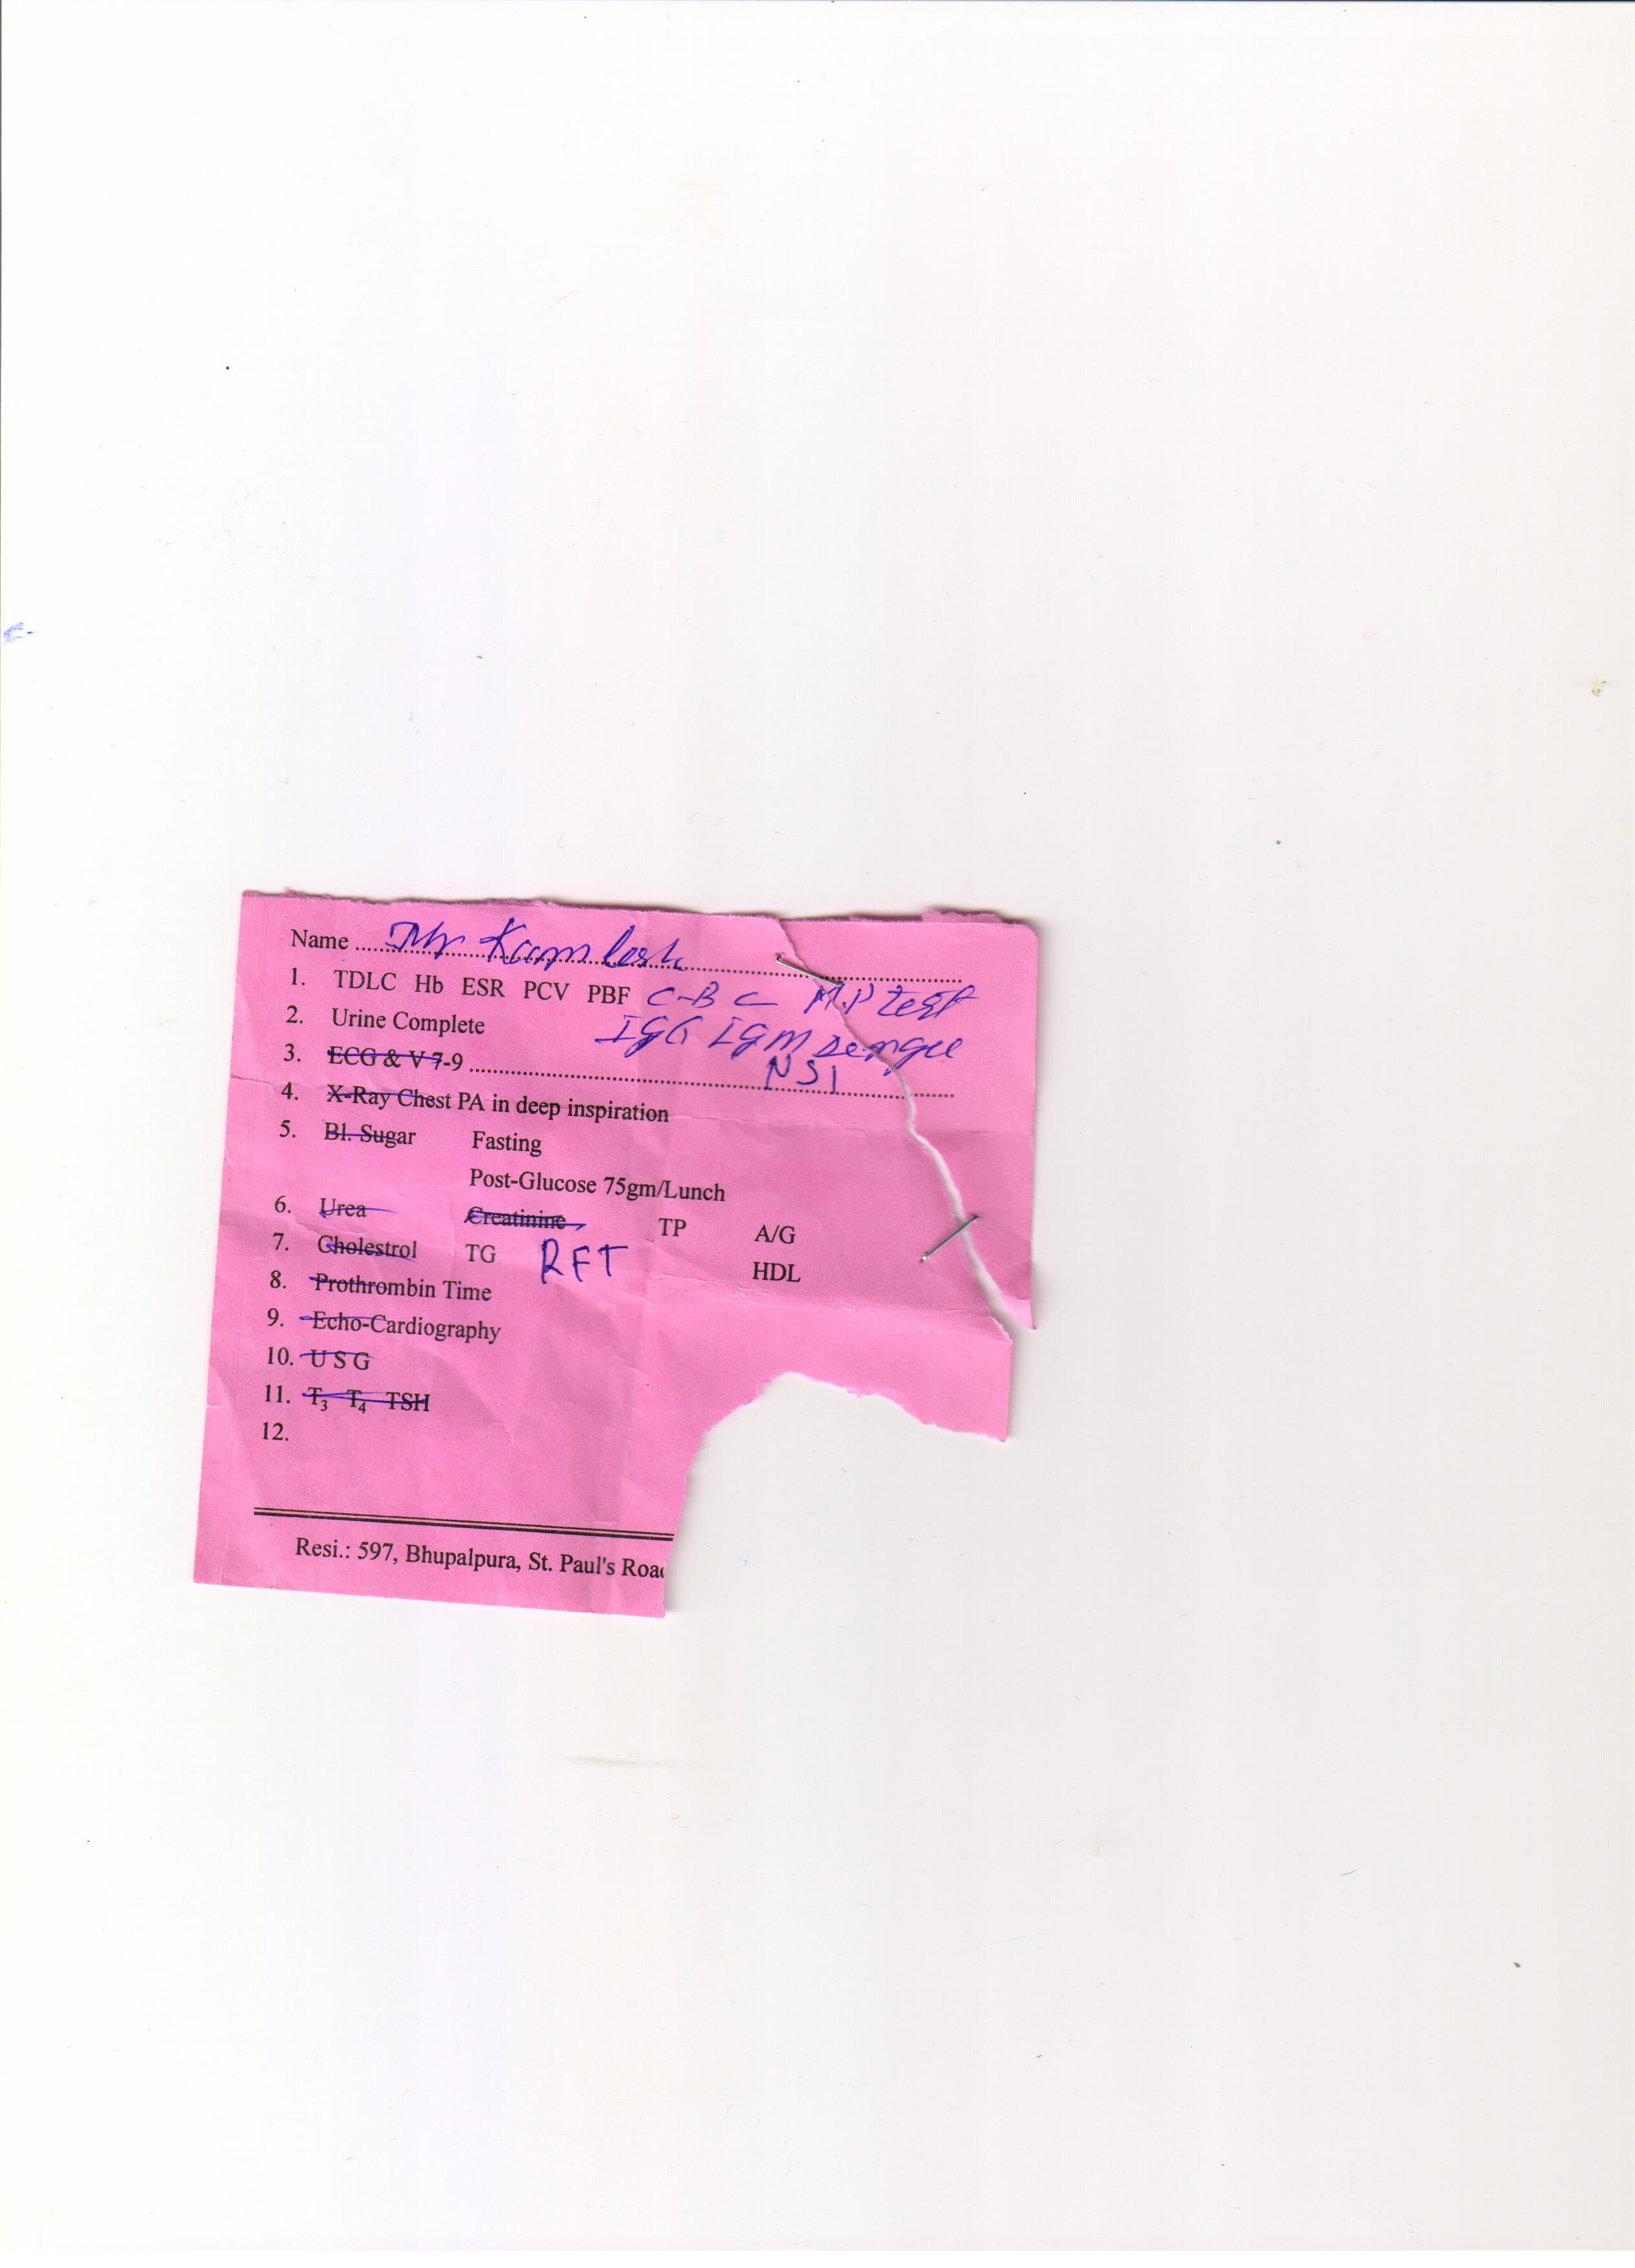 Name ........ Mr Kamlesh
1. TDLC Hb ESR PCV PBF C-B C M.P test
2. Urine Complete IgG IgM Dengue
3. ECG & V 7-9 ........ NS1
4. X-Ray Chest PA in deep inspiration
5. Bl. Sugar Fasting
Post-Glucose 75gm/Lunch
6. Urea Creatinine TP A/G
7. Cholestrol TG RFT HDL
8. Prothrombin Time
9. Echo-Cardiography
10. U S G
11. T₃ T₄ TSH
12.
Resi.: 597, Bhupalpura, St. Paul's Road